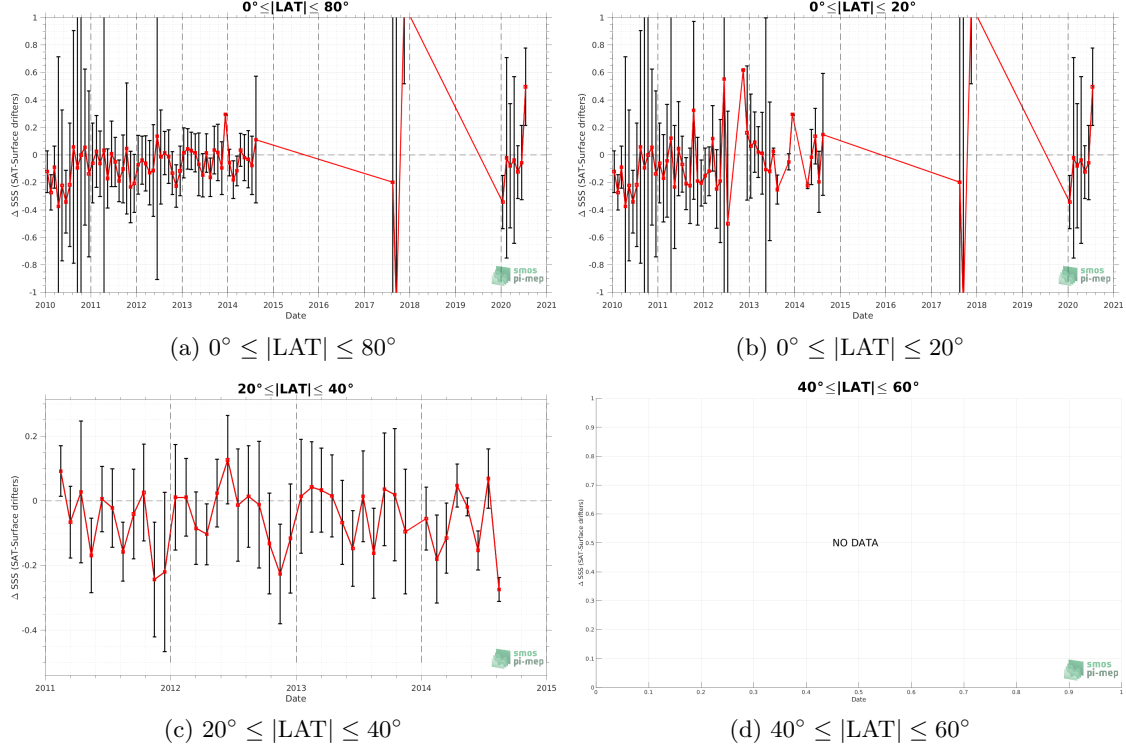 0°≤|LAT|≤ 80°
Δ SSS (SAT-Surface drifters)
1
0.8
0.6
0.4
0.2
0
-0.2
-0.4
-0.6
-0.8
-1
2010 2011 2012 2013 2014 2015 2016 2017 2018 2019 2020 2021
Date
smos
pi-mep
(a) 0° ≤ |LAT| ≤ 80°
0°≤|LAT|≤ 20°
Δ SSS (SAT-Surface drifters)
1
0.8
0.6
0.4
0.2
0
-0.2
-0.4
-0.6
-0.8
-1
2010 2011 2012 2013 2014 2015 2016 2017 2018 2019 2020 2021
Date
smos
pi-mep
(b) 0° ≤ |LAT| ≤ 20°
20°≤|LAT|≤ 40°
Δ SSS (SAT-Surface drifters)
0.2
0
-0.2
-0.4
2011 2012 2013 2014 2015
Date
smos
pi-mep
(c) 20° ≤ |LAT| ≤ 40°
40°≤|LAT|≤ 60°
Δ SSS (SAT-Surface drifters)
1
0.9
0.8
0.7
0.6
0.5
0.4
0.3
0.2
0.1
0
NO DATA
0 0.1 0.2 0.3 0.4 0.5 0.6 0.7 0.8 0.9 1
Date
smos
pi-mep
(d) 40° ≤ |LAT| ≤ 60°